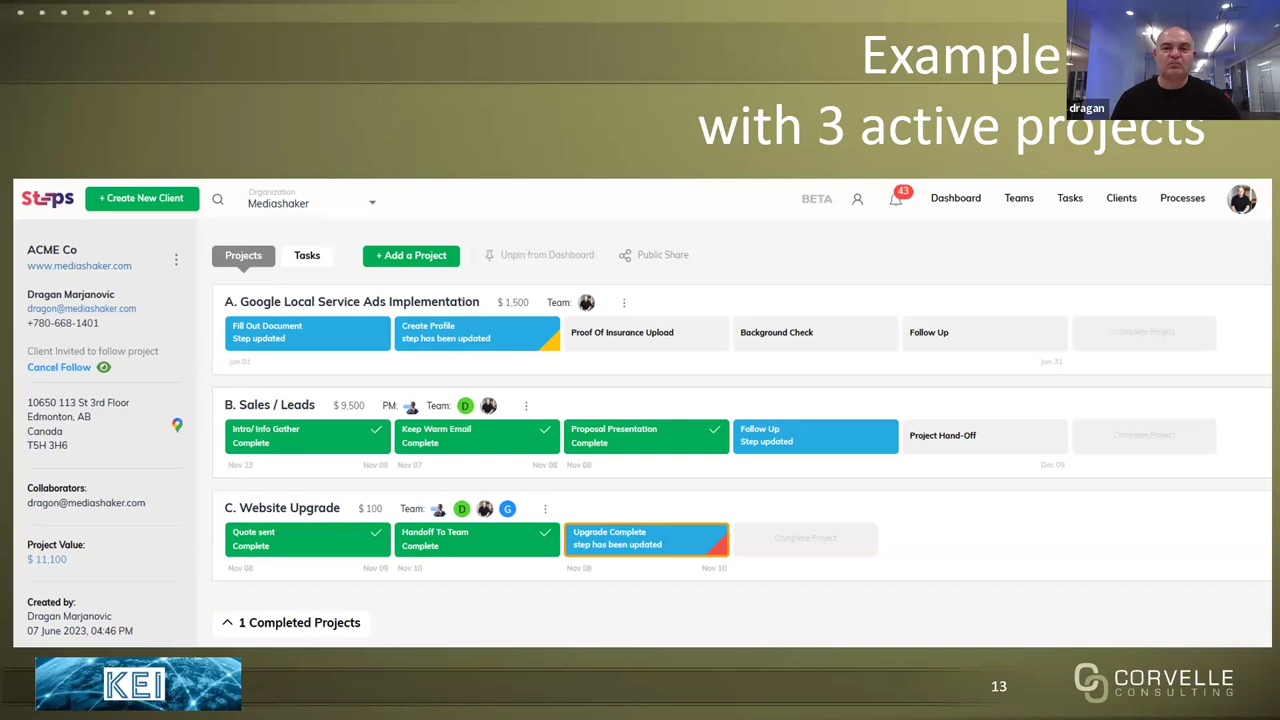 Example
with 3 active projects
dragan
Steps
+ Create New Client
Organization
Mediashaker
BETA
43
Dashboard
Teams
Tasks
Clients
Processes
ACME Co
www.mediashaker.com
Dragan Marjanovic
dragon@mediashaker.com
+780-668-1401
Client Invited to follow project
Cancel Follow
10650 113 St 3rd Floor
Edmonton, AB
Canada
T5H 3H6
Collaborators:
dragon@mediashaker.com
Project Value:
$ 11,100
Created by:
Dragan Marjanovic
07 June 2023, 04:46 PM
Projects
Tasks
+ Add a Project
Unpin from Dashboard
Public Share
A. Google Local Service Ads Implementation $ 1,500 Team:
Fill Out Document
Step updated
Create Profile
step has been updated
Proof Of Insurance Upload
Background Check
Follow Up
Complete Project
jan 01
jan 31
B. Sales / Leads $ 9,500 PM: Team: D
Intro/ Info Gather
Complete
Keep Warm Email
Complete
Proposal Presentation
Complete
Follow Up
Step updated
Project Hand-Off
Complete Project
Nov 23 Nov 09 Nov 07 Nov 08 Nov 08 Dec 09
C. Website Upgrade $ 100 Team: D G
Quote sent
Complete
Handoff To Team
Complete
Upgrade Complete
step has been updated
Complete Project
Nov 08 Nov 09 Nov 10 Nov 08 Nov 10
1 Completed Projects
KEI
13
CORVELLE
CONSULTING